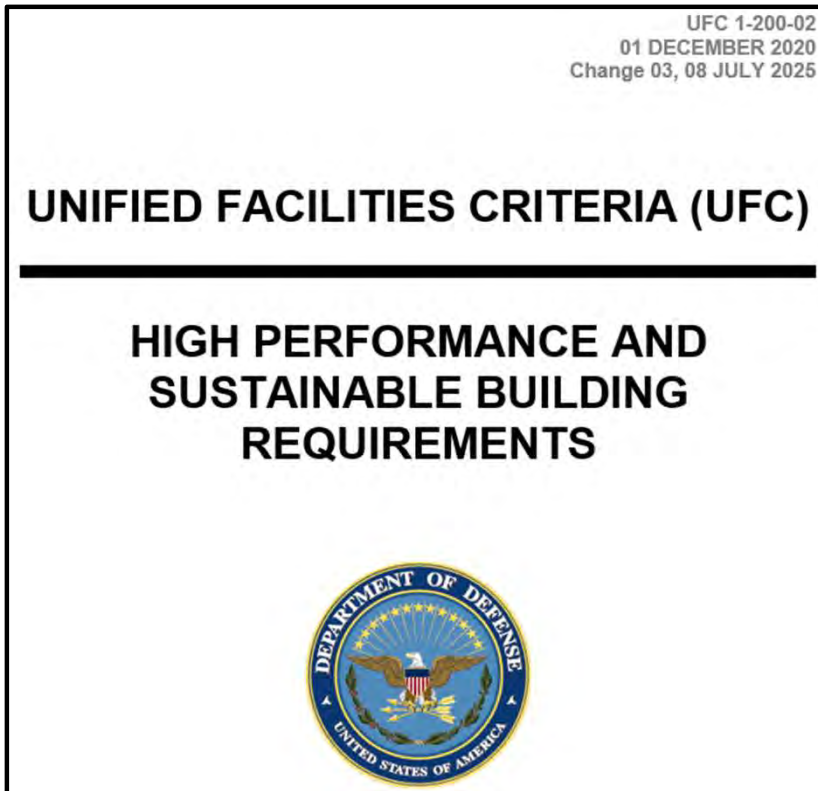 UFC 1-200-02
01 DECEMBER 2020
Change 03, 08 JULY 2025
UNIFIED FACILITIES CRITERIA (UFC)
HIGH PERFORMANCE AND
SUSTAINABLE BUILDING
REQUIREMENTS
DEPARTMENT OF DEFENSE
UNITED STATES OF AMERICA